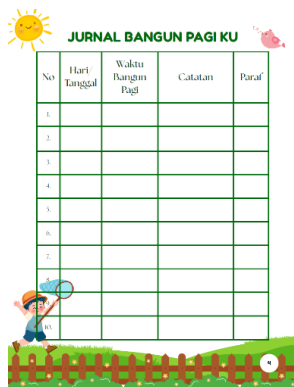 JURNAL BANGUN PAGI KU
No
Hari/
Tanggal
Waktu
Bangun
Pagi
Catatan
Paraf
1.
2.
3.
4.
5.
6.
7.
8.
9.
10.
4